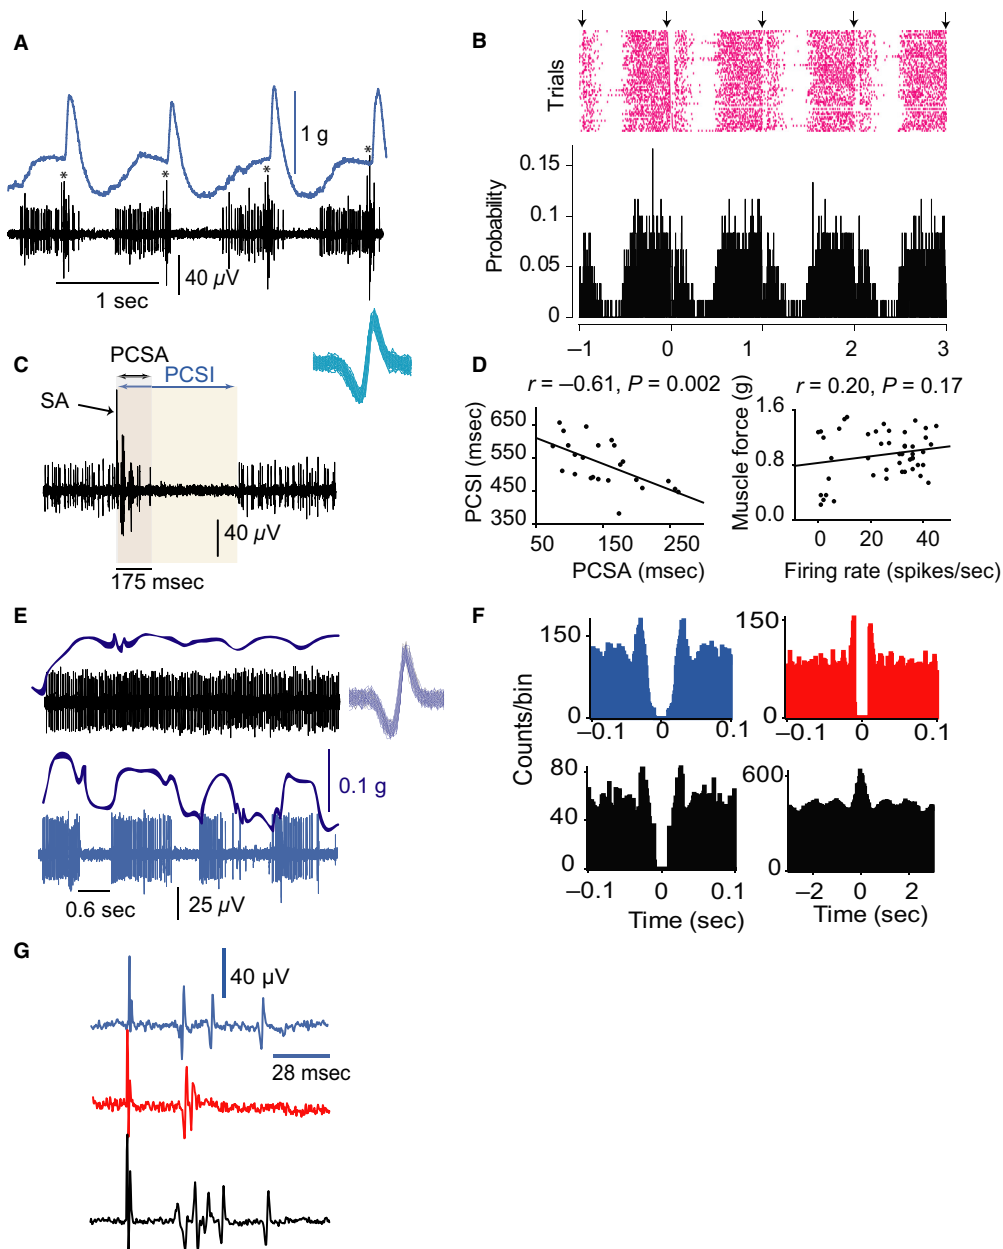 A
1 g
*
*
*
*
40 µV
1 sec
B
Trials
Probability
0.15
0.1
0.05
0
–1
0
1
2
3
C
PCSA
PCSI
SA
40 µV
175 msec
D
r = –0.61, P = 0.002
PCSI (msec)
650
550
450
350
50
150
250
PCSA (msec)
r = 0.20, P = 0.17
Muscle force (g)
1.6
0.8
0.0
0
20
40
Firing rate (spikes/sec)
E
0.1 g
0.6 sec
25 µV
F
Counts/bin
150
0
–0.1
0
0.1
150
0
–0.1
0
0.1
80
40
0
–0.1
0
0.1
Time (sec)
600
0
–2
0
2
Time (sec)
G
40 µV
28 msec